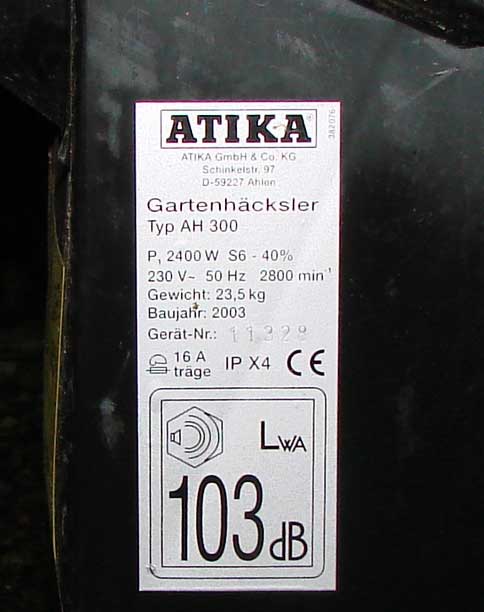 ATIKA®
382076
ATIKA GmbH & Co. KG
Schinkelstr. 97
D-59227 Ahlen
Gartenhäcksler
Typ AH 300
P₁ 2400 W S6 - 40%
230 V~ 50 Hz 2800 min⁻¹
Gewicht: 23,5 kg
Baujahr: 2003
Gerät-Nr.: 11329
16 A
träge
IP X4 CE
LWA
103 dB